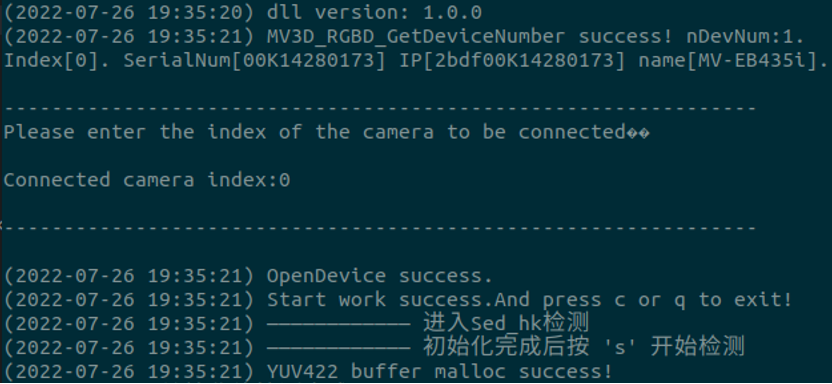 (2022-07-26 19:35:20) dll version: 1.0.0
(2022-07-26 19:35:21) MV3D_RGBD_GetDeviceNumber success! nDevNum:1.
Index[0]. SerialNum[00K14280173] IP[2bdf00K14280173] name[MV-EB435i].
---------------------------------------------------------------
Please enter the index of the camera to be connected��
Connected camera index:0
---------------------------------------------------------------
(2022-07-26 19:35:21) OpenDevice success.
(2022-07-26 19:35:21) Start work success.And press c or q to exit!
(2022-07-26 19:35:21) ———————————— 进入Sed_hk检测
(2022-07-26 19:35:21) ———————————— 初始化完成后按 's' 开始检测
(2022-07-26 19:35:21) YUV422 buffer malloc success!